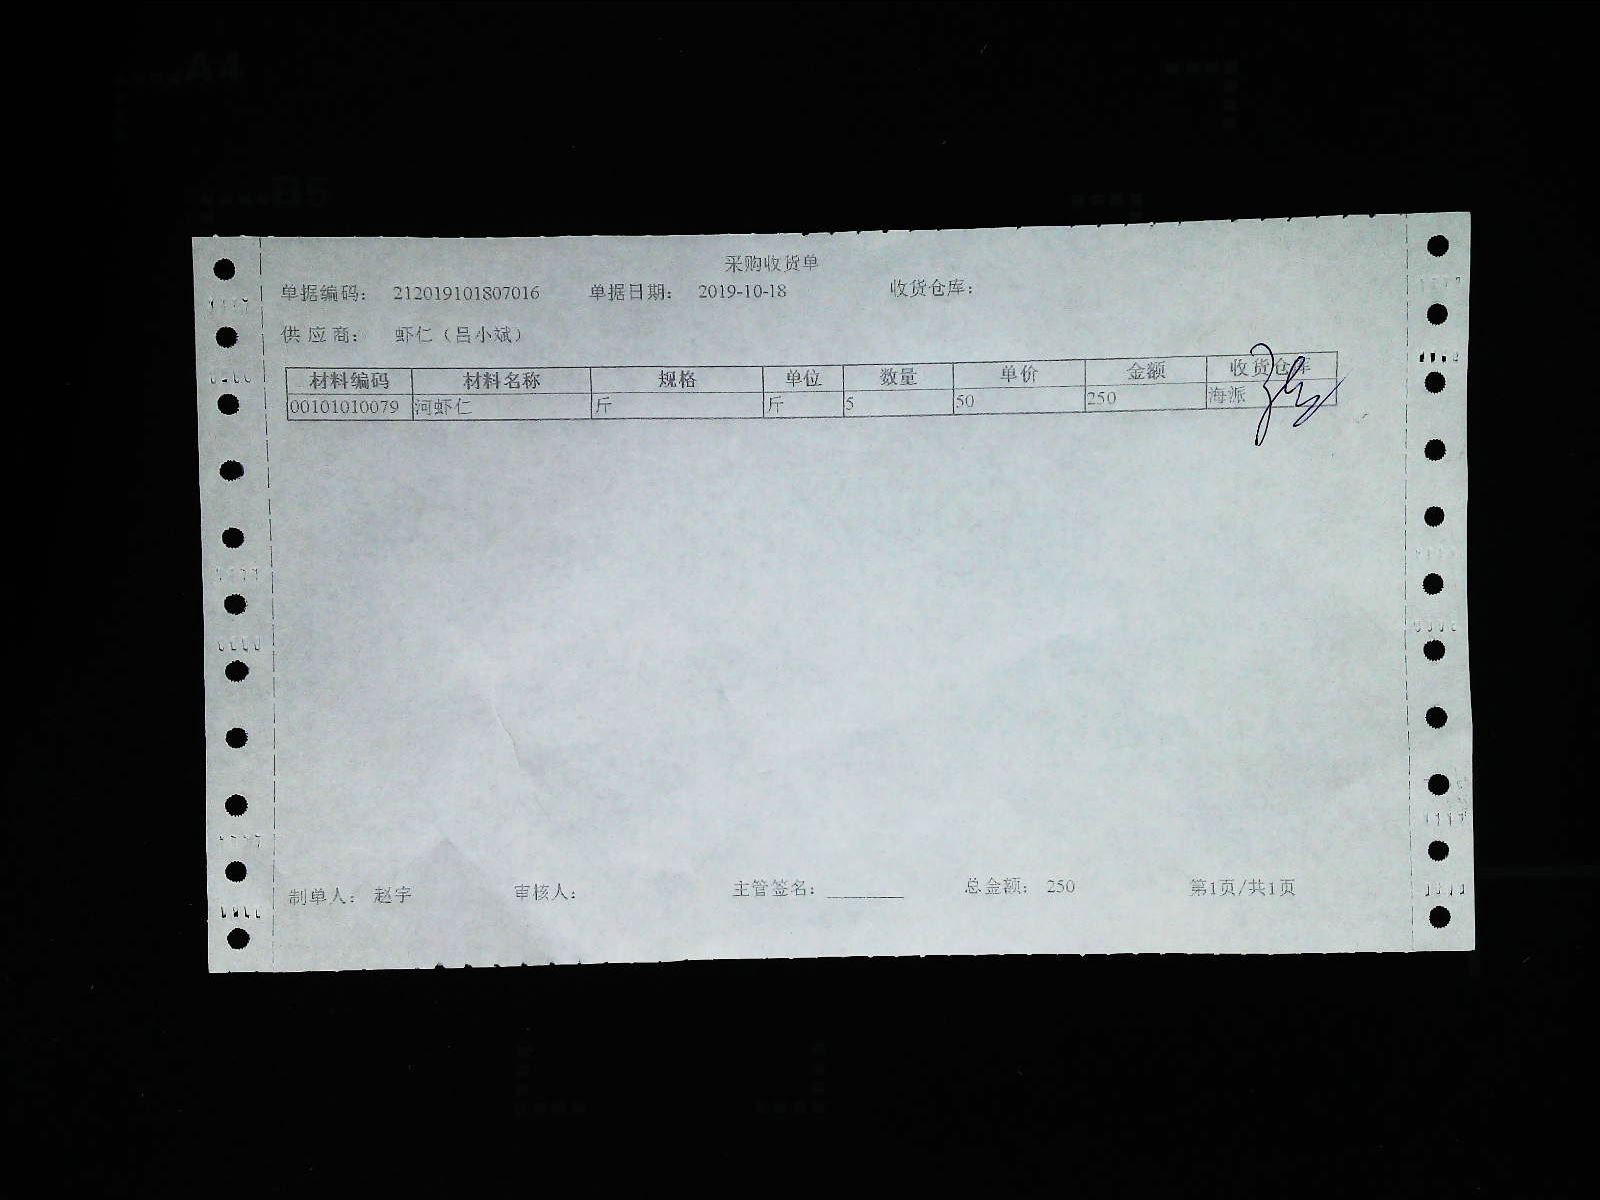 A4
B5
采购收货单
单据编码： 212019101807016 单据日期： 2019-10-18 收货仓库：
供应商： 虾仁（吕小斌）
材料编码 材料名称 规格 单位 数量 单价 金额 收货仓库
00101010079 河虾仁 斤 斤 5 50 250 海派
制单人： 赵宇 审核人： 主管签名： 总金额： 250 第1页/共1页